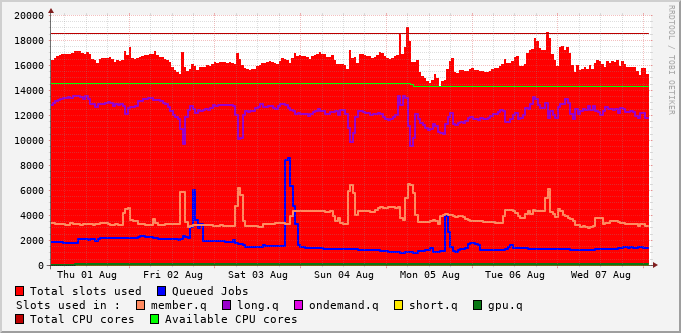 RRDTOOL / TOBI OETIKER
20000
18000
16000
14000
12000
10000
8000
6000
4000
2000
0
Thu 01 Aug Fri 02 Aug Sat 03 Aug Sun 04 Aug Mon 05 Aug Tue 06 Aug Wed 07 Aug
Total slots used Queued Jobs
Slots used in : member.q long.q ondemand.q short.q gpu.q
Total CPU cores Available CPU cores